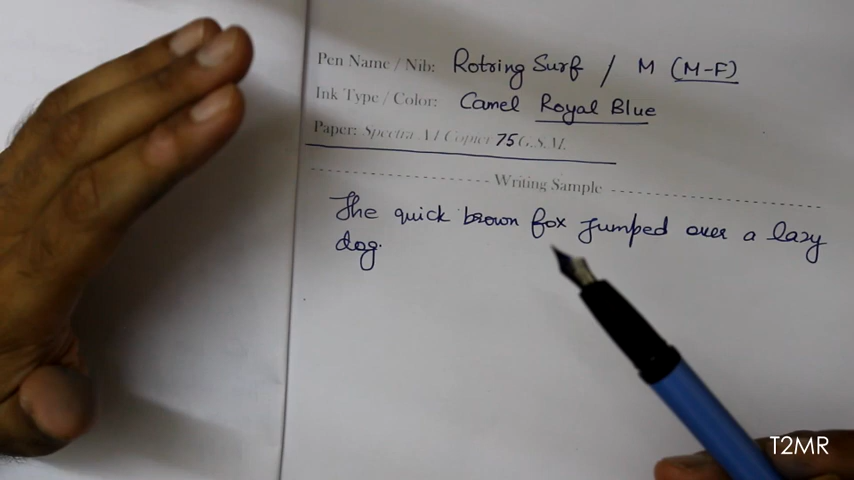 Pen Name / Nib: Rotring Surf / M (M-F)
Ink Type / Color: Camel Royal Blue
Paper: Spectra A4 Copier 75 G.S.M.
Writing Sample
The quick brown fox jumped over a lazy
dog.
T2MR